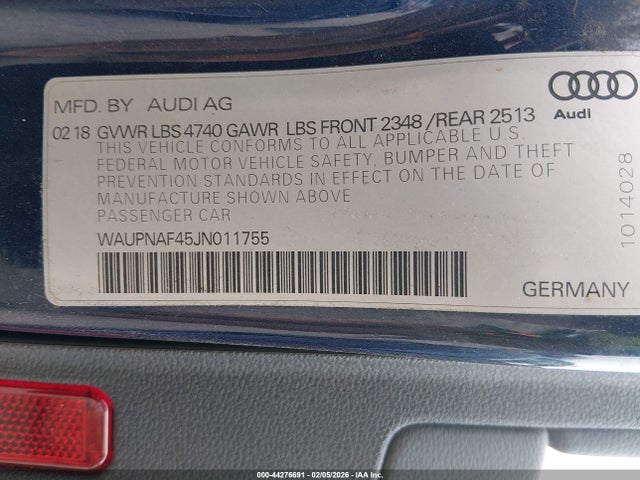 MFD. BY AUDI AG
Audi
02 18 GVWR LBS 4740 GAWR LBS FRONT 2348 /REAR 2513
THIS VEHICLE CONFORMS TO ALL APPLICABLE U.S.
FEDERAL MOTOR VEHICLE SAFETY, BUMPER AND THEFT
PREVENTION STANDARDS IN EFFECT ON THE DATE OF
MANUFACTURE SHOWN ABOVE
PASSENGER CAR
WAUPNAF45JN011755
1014028
GERMANY
000-44276691 - 02/05/2026 - IAAI.COM